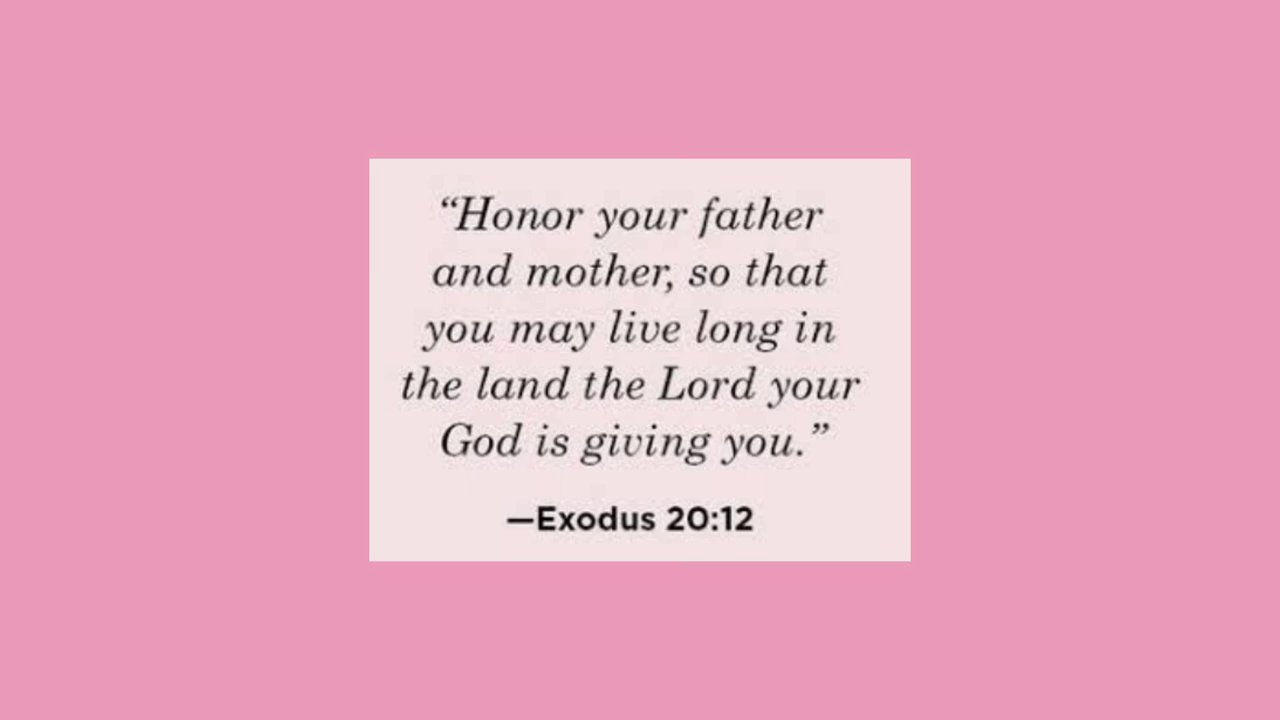 “Honor your father
and mother, so that
you may live long in
the land the Lord your
God is giving you.”
—Exodus 20:12